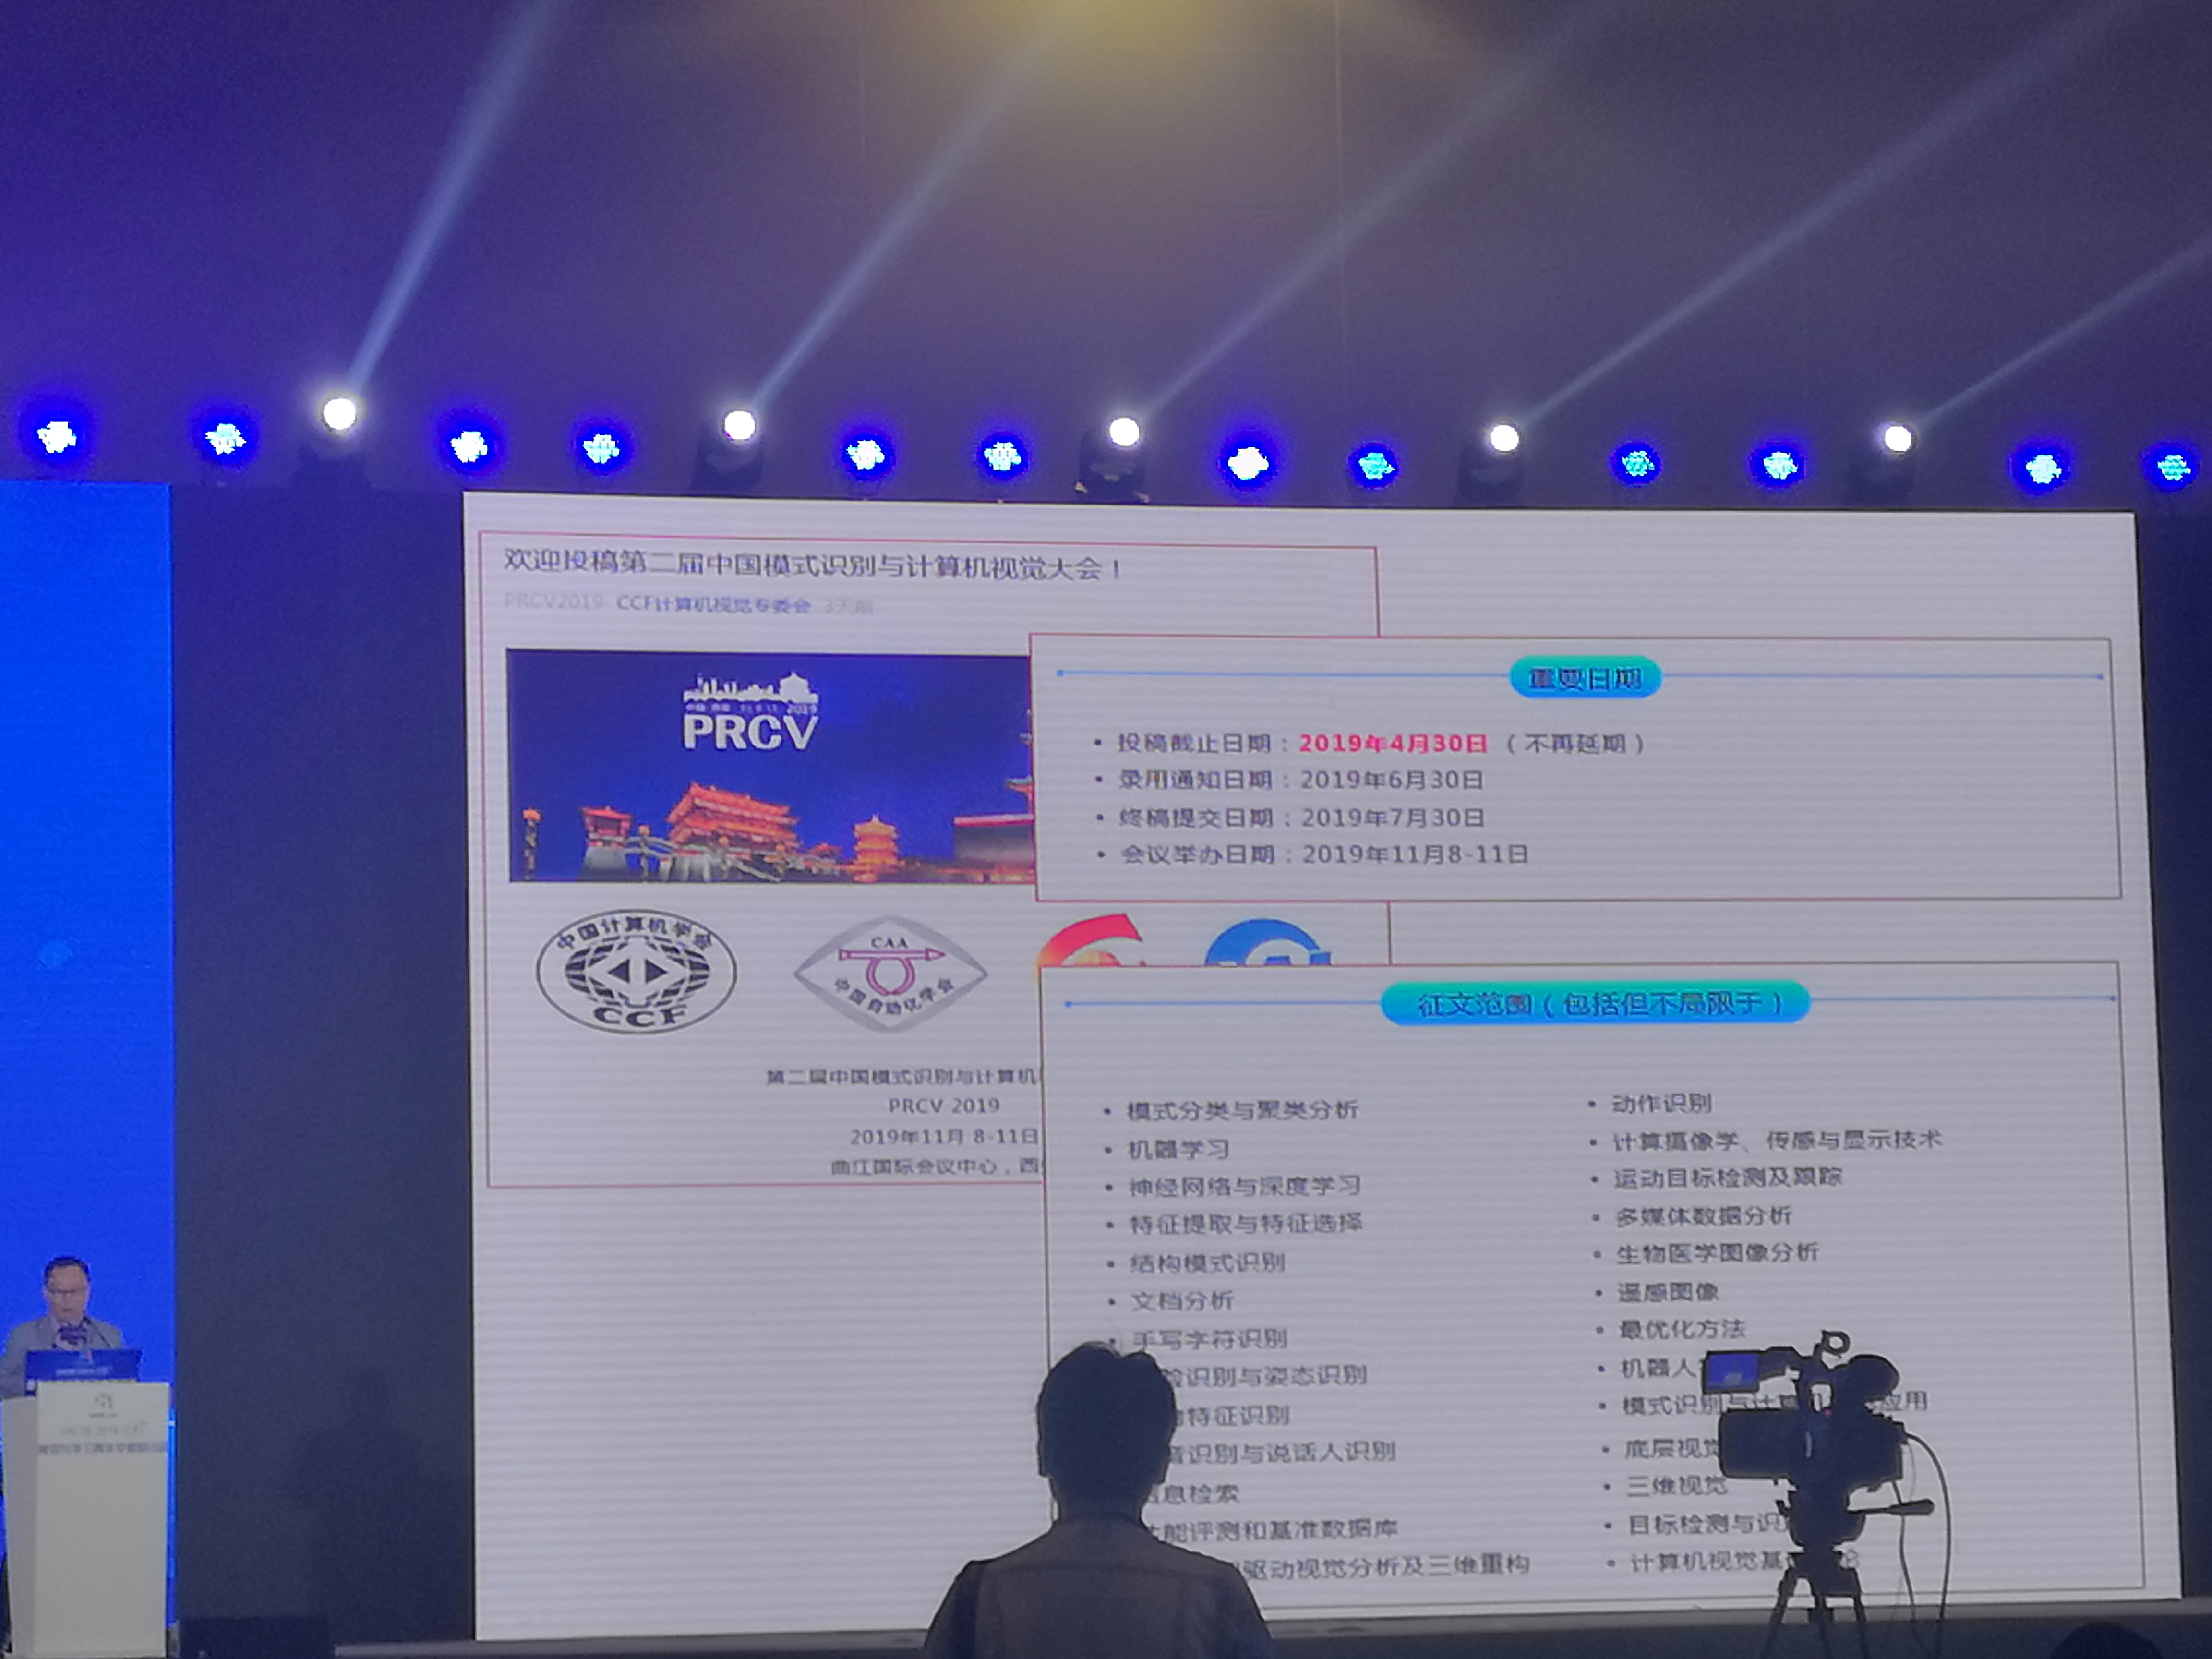 欢迎投稿第二届中国模式识别与计算机视觉大会！
PRCV2019 CCF计算机视觉专委会 3天前
2019
PRCV
中国计算机学会
CCF
CAA
中国自动化学会
第二届中国模式识别与计算机
PRCV 2019
2019年11月 8-11日
曲江国际会议中心，西
重要日期
• 投稿截止日期：2019年4月30日（不再延期）
• 录用通知日期：2019年6月30日
• 终稿提交日期：2019年7月30日
• 会议举办日期：2019年11月8-11日
征文范围（包括但不局限于）
• 模式分类与聚类分析
• 机器学习
• 神经网络与深度学习
• 特征提取与特征选择
• 结构模式识别
• 文档分析
• 手写字符识别
脸识别与姿态识别
特征识别
音识别与说话人识别
信息检索
性能评测和基准数据库
驱动视觉分析及三维重构
• 动作识别
• 计算摄像学、传感与显示技术
• 运动目标检测及跟踪
• 多媒体数据分析
• 生物医学图像分析
• 遥感图像
• 最优化方法
• 机器人
• 模式识别与计算机 应用
• 底层视觉
• 三维视觉
• 目标检测与识
• 计算机视觉基